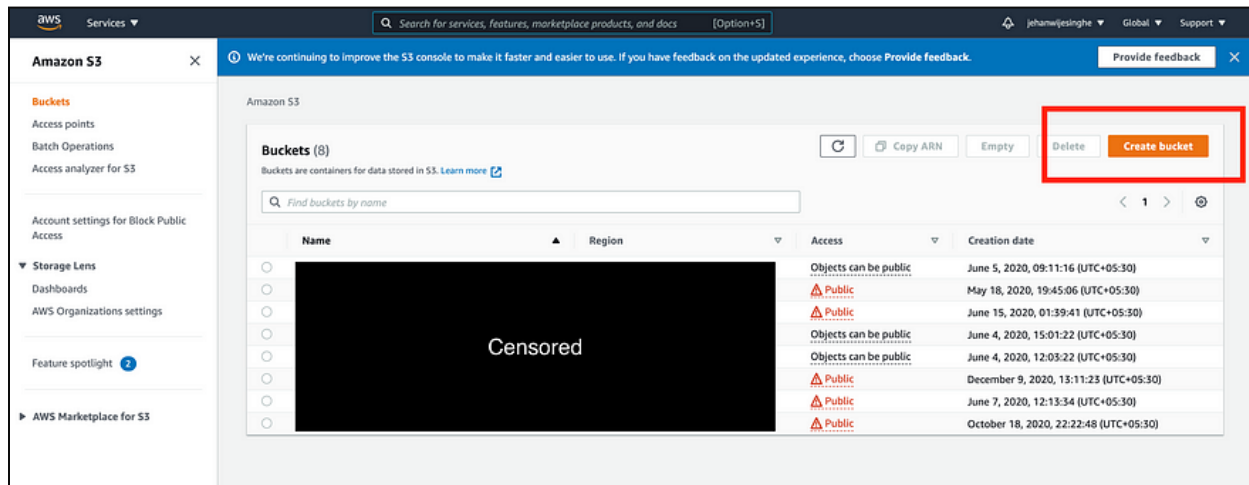 aws Services ▼ Search for services, features, marketplace products, and docs [Option+S] jehanwijesinghe ▼ Global ▼ Support ▼
Amazon S3
We're continuing to improve the S3 console to make it faster and easier to use. If you have feedback on the updated experience, choose Provide feedback. Provide feedback
Buckets
Access points
Batch Operations
Access analyzer for S3
Account settings for Block Public
Access
Storage Lens
Dashboards
AWS Organizations settings
Feature spotlight 2
AWS Marketplace for S3
Amazon S3
Buckets (8) Copy ARN Empty Delete Create bucket
Buckets are containers for data stored in S3. Learn more
Find buckets by name 1
Name Region Access Creation date
Objects can be public June 5, 2020, 09:11:16 (UTC+05:30)
Public May 18, 2020, 19:45:06 (UTC+05:30)
Public June 15, 2020, 01:39:41 (UTC+05:30)
Objects can be public June 4, 2020, 15:01:22 (UTC+05:30)
Censored
Objects can be public June 4, 2020, 12:03:22 (UTC+05:30)
Public December 9, 2020, 13:11:23 (UTC+05:30)
Public June 7, 2020, 12:13:34 (UTC+05:30)
Public October 18, 2020, 22:22:48 (UTC+05:30)